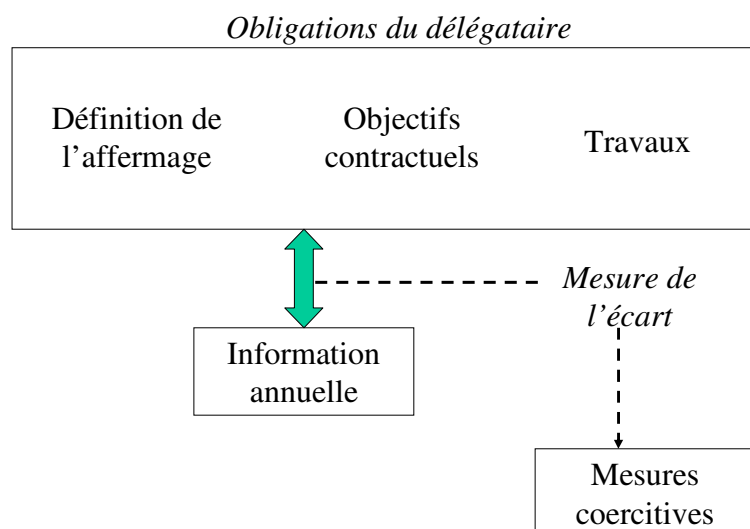 Obligations du délégataire
Définition de
l'affermage
Objectifs
contractuels
Travaux
Mesure de
l'écart
Information
annuelle
Mesures
coercitives